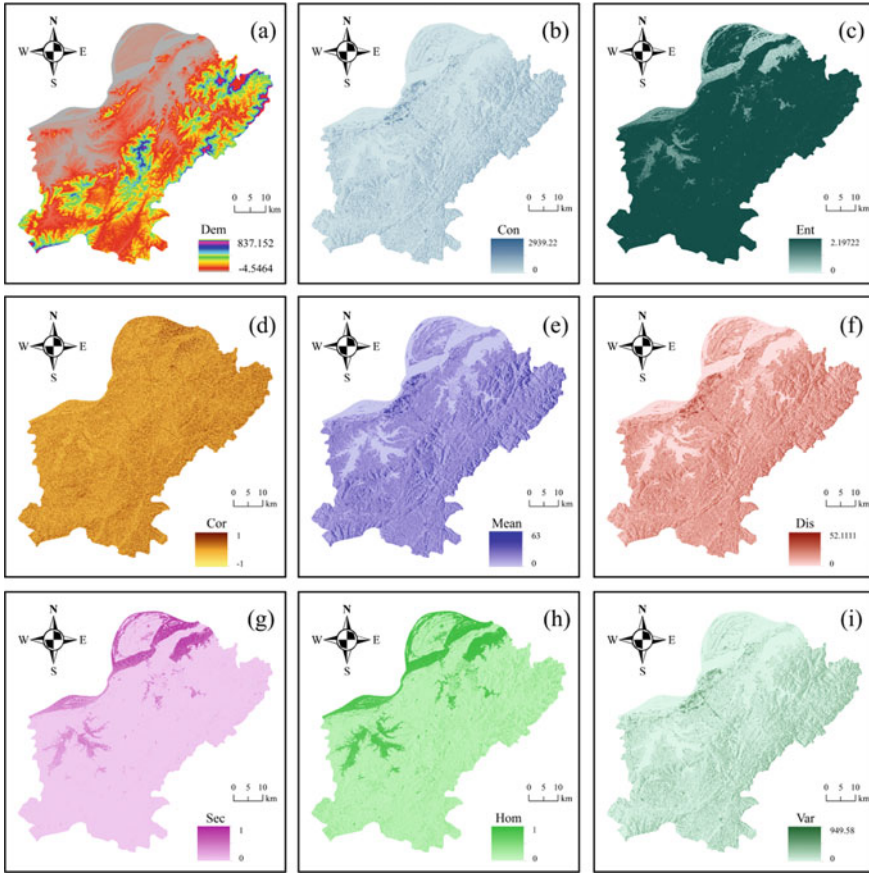 N
(a)
W E
S
0 5 10
km
Dem
837.152
-4.5464
N
(b)
W E
S
0 5 10
km
Con
2939.22
0
N
(c)
W E
S
0 5 10
km
Ent
2.19722
0
N
(d)
W E
S
0 5 10
km
Cor
1
-1
N
(e)
W E
S
0 5 10
km
Mean
63
0
N
(f)
W E
S
0 5 10
km
Dis
52.1111
0
N
(g)
W E
S
0 5 10
km
Sec
1
0
N
(h)
W E
S
0 5 10
km
Hom
1
0
N
(i)
W E
S
0 5 10
km
Var
949.58
0